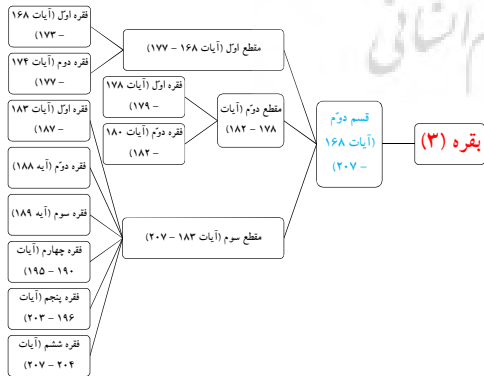 بقره (۳)
قسم دوّم
(آیات ۱۶۸
– ۲۰۷)
مقطع اوّل (آیات ۱۶۸ – ۱۷۷)
فقره اوّل (آیات ۱۶۸
– ۱۷۳)
فقره دوم (آیات ۱۷۴
– ۱۷۷)
مقطع دوّم (آیات
۱۷۸ – ۱۸۲)
فقره اوّل (آیات ۱۷۸
– ۱۷۹)
فقره دوّم (آیات ۱۸۰
– ۱۸۲)
مقطع سوم (آیات ۱۸۳ – ۲۰۷)
فقره اوّل (آیات ۱۸۳
– ۱۸۷)
فقره دوّم (آیه ۱۸۸)
فقره سوم (آیه ۱۸۹)
فقره چهارم (آیات
۱۹۰ – ۱۹۵)
فقره پنجم (آیات
۱۹۶ – ۲۰۳)
فقره ششم (آیات
۲۰۴ – ۲۰۷)